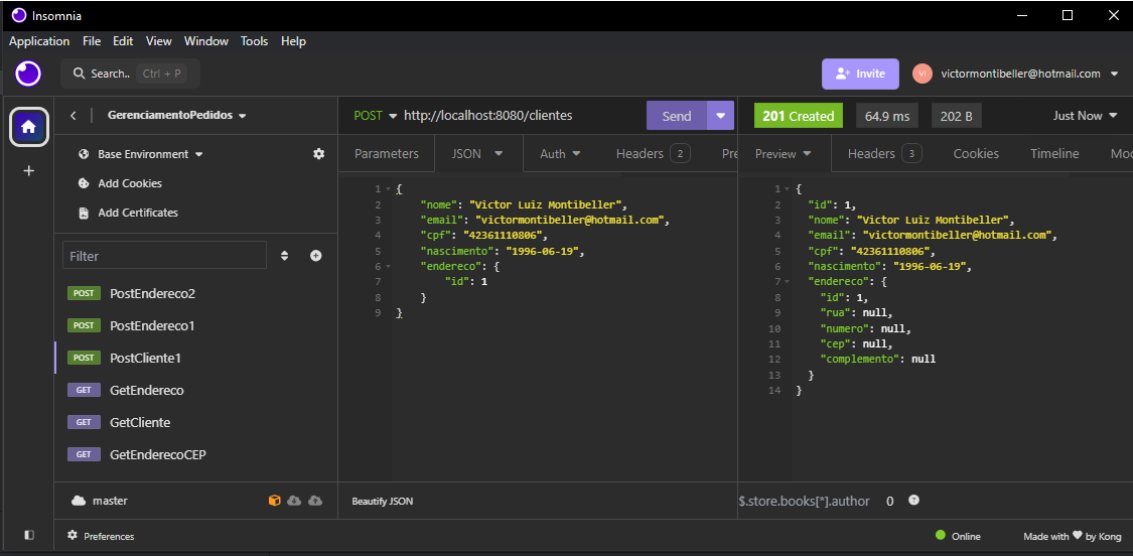 Insomnia
Application File Edit View Window Tools Help
Search.. Ctrl + P
Invite
VI
victormontibeller@hotmail.com
GerenciamentoPedidos
Base Environment
Add Cookies
Add Certificates
Filter
POST PostEndereco2
POST PostEndereco1
POST PostCliente1
GET GetEndereco
GET GetCliente
GET GetEnderecoCEP
master
Preferences
POST http://localhost:8080/clientes Send
Parameters JSON Auth Headers 2 Pre
1 {
2 "nome": "Victor Luiz Montibeller",
3 "email": "victormontibeller@hotmail.com",
4 "cpf": "42361110806",
5 "nascimento": "1996-06-19",
6 "endereco": {
7 "id": 1
8 }
9 }
Beautify JSON
201 Created 64.9 ms 202 B Just Now
Preview Headers 3 Cookies Timeline Moc
1 {
2 "id": 1,
3 "nome": "Victor Luiz Montibeller",
4 "email": "victormontibeller@hotmail.com",
5 "cpf": "42361110806",
6 "nascimento": "1996-06-19",
7 "endereco": {
8 "id": 1,
9 "rua": null,
10 "numero": null,
11 "cep": null,
12 "complemento": null
13 }
14 }
$.store.books[*].author 0
Online
Made with ♥ by Kong